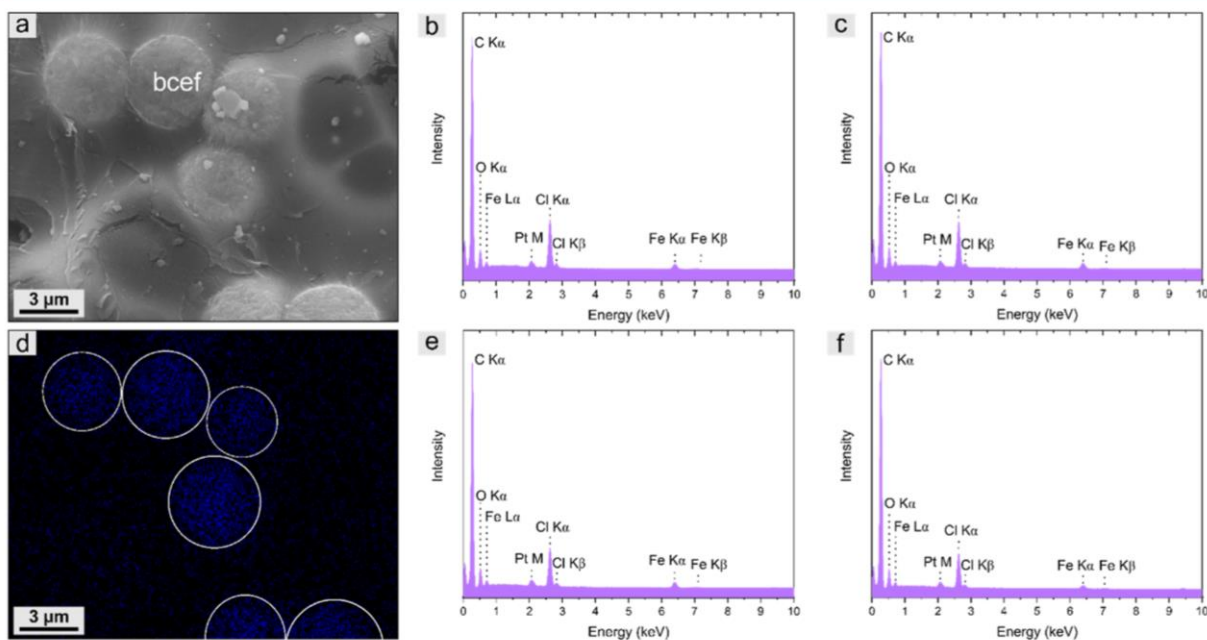 a
bcef
3 μm
b
C Kα
O Kα
Fe Lα
Cl Kα
Pt M
Cl Kβ
Fe Kα Fe Kβ
Intensity
0 1 2 3 4 5 6 7 8 9 10
Energy (keV)
c
C Kα
O Kα
Fe Lα
Cl Kα
Pt M
Cl Kβ
Fe Kα Fe Kβ
Intensity
0 1 2 3 4 5 6 7 8 9 10
Energy (keV)
d
3 μm
e
C Kα
O Kα
Fe Lα
Cl Kα
Pt M
Cl Kβ
Fe Kα Fe Kβ
Intensity
0 1 2 3 4 5 6 7 8 9 10
Energy (keV)
f
C Kα
O Kα
Fe Lα
Cl Kα
Pt M
Cl Kβ
Fe Kα Fe Kβ
Intensity
0 1 2 3 4 5 6 7 8 9 10
Energy (keV)